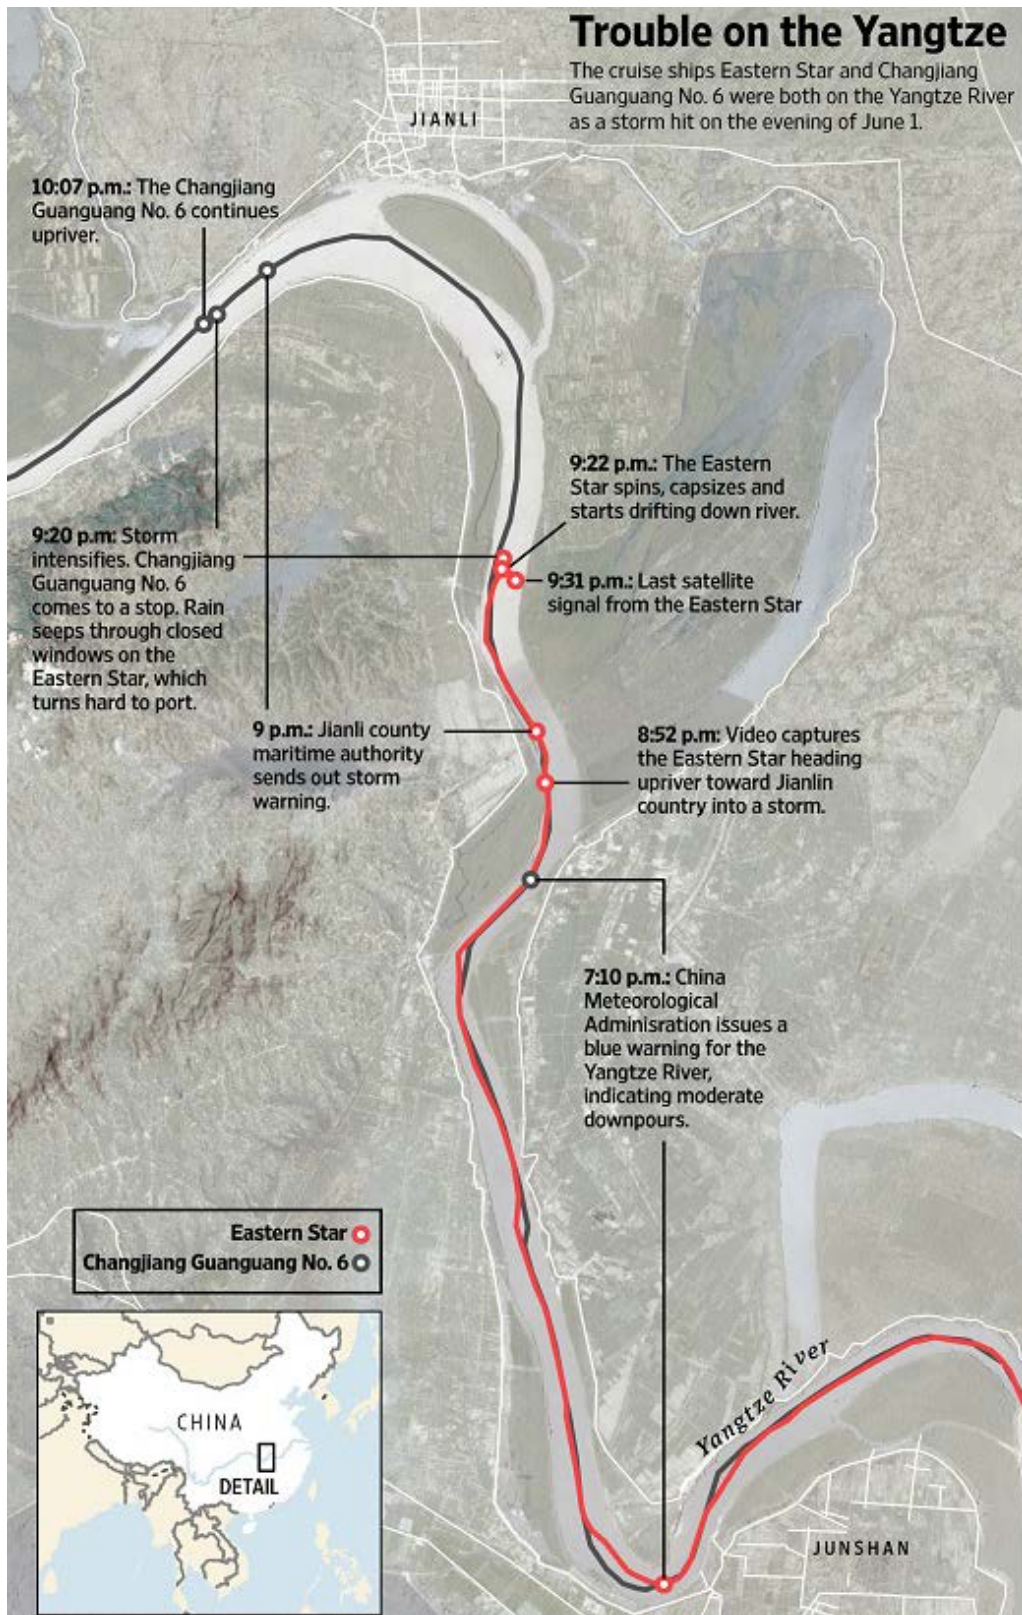 Trouble on the Yangtze
The cruise ships Eastern Star and Changjiang
Guanguang No. 6 were both on the Yangtze River
as a storm hit on the evening of June 1.
JIANLI
10:07 p.m.: The Changjiang
Guanguang No. 6 continues
upriver.
9:22 p.m.: The Eastern
Star spins, capsizes and
starts drifting down river.
9:20 p.m: Storm
intensifies. Changjiang
Guanguang No. 6
comes to a stop. Rain
seeps through closed
windows on the
Eastern Star, which
turns hard to port.
9:31 p.m.: Last satellite
signal from the Eastern Star
9 p.m.: Jianli county
maritime authority
sends out storm
warning.
8:52 p.m: Video captures
the Eastern Star heading
upriver toward Jianlin
country into a storm.
7:10 p.m.: China
Meteorological
Adminisration issues a
blue warning for the
Yangtze River,
indicating moderate
downpours.
Eastern Star
Changjiang Guanguang No. 6
Yangtze River
CHINA
DETAIL
JUNSHAN